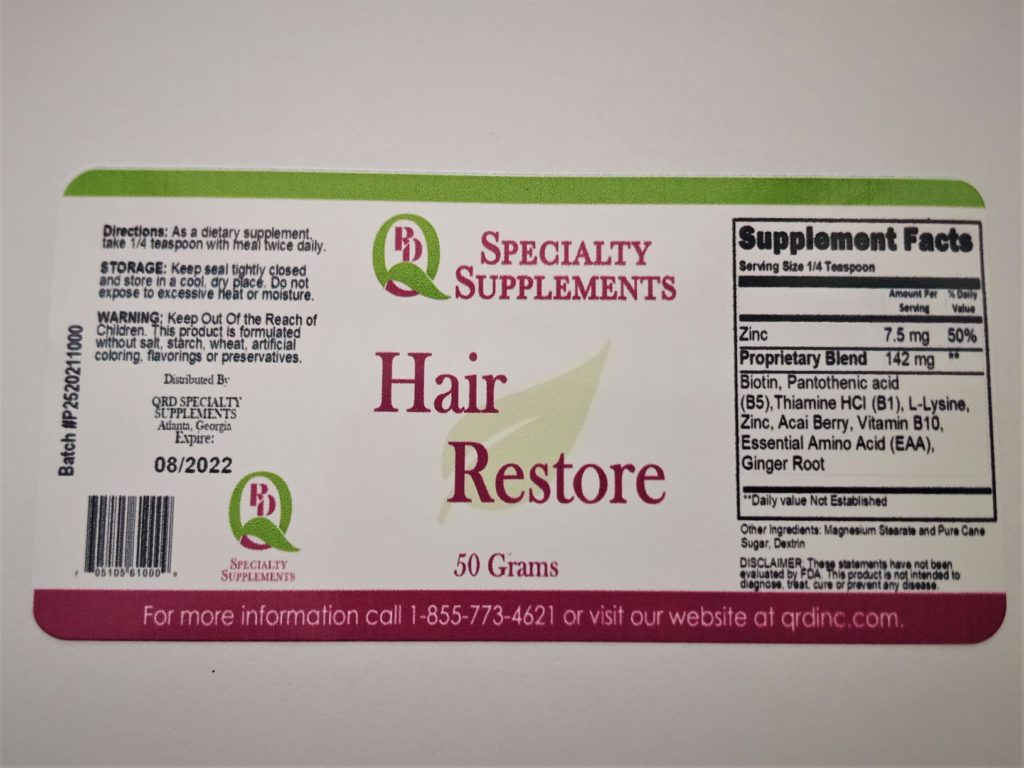 Directions: As a dietary supplement,
take 1/4 teaspoon with meal twice daily.
STORAGE: Keep seal tightly closed
and store in a cool, dry place. Do not
expose to excessive heat or moisture.
WARNING: Keep Out Of the Reach of
Children. This product is formulated
without salt, starch, wheat, artificial
coloring, flavorings or preservatives.
Distributed By
QRD SPECIALTY
SUPPLEMENTS
Atlanta, Georgia
Expire:
08/2022
Batch #P2520211000
7 05105 61000 9
QRD
SPECIALTY
SUPPLEMENTS
QRD
SPECIALTY
SUPPLEMENTS
Hair
Restore
50 Grams
Supplement Facts
Serving Size 1/4 Teaspoon
Amount Per % Daily
Serving Value
Zinc 7.5 mg 50%
Proprietary Blend 142 mg **
Biotin, Pantothenic acid
(B5),Thiamine HCl (B1), L-Lysine,
Zinc, Acai Berry, Vitamin B10,
Essential Amino Acid (EAA),
Ginger Root
**Daily value Not Established
Other Ingredients: Magnesium Stearate and Pure Cane
Sugar, Dextrin
DISCLAIMER: These statements have not been
evaluated by FDA. This product is not intended to
diagnose, treat, cure or prevent any disease.
For more information call 1-855-773-4621 or visit our website at qrdinc.com.